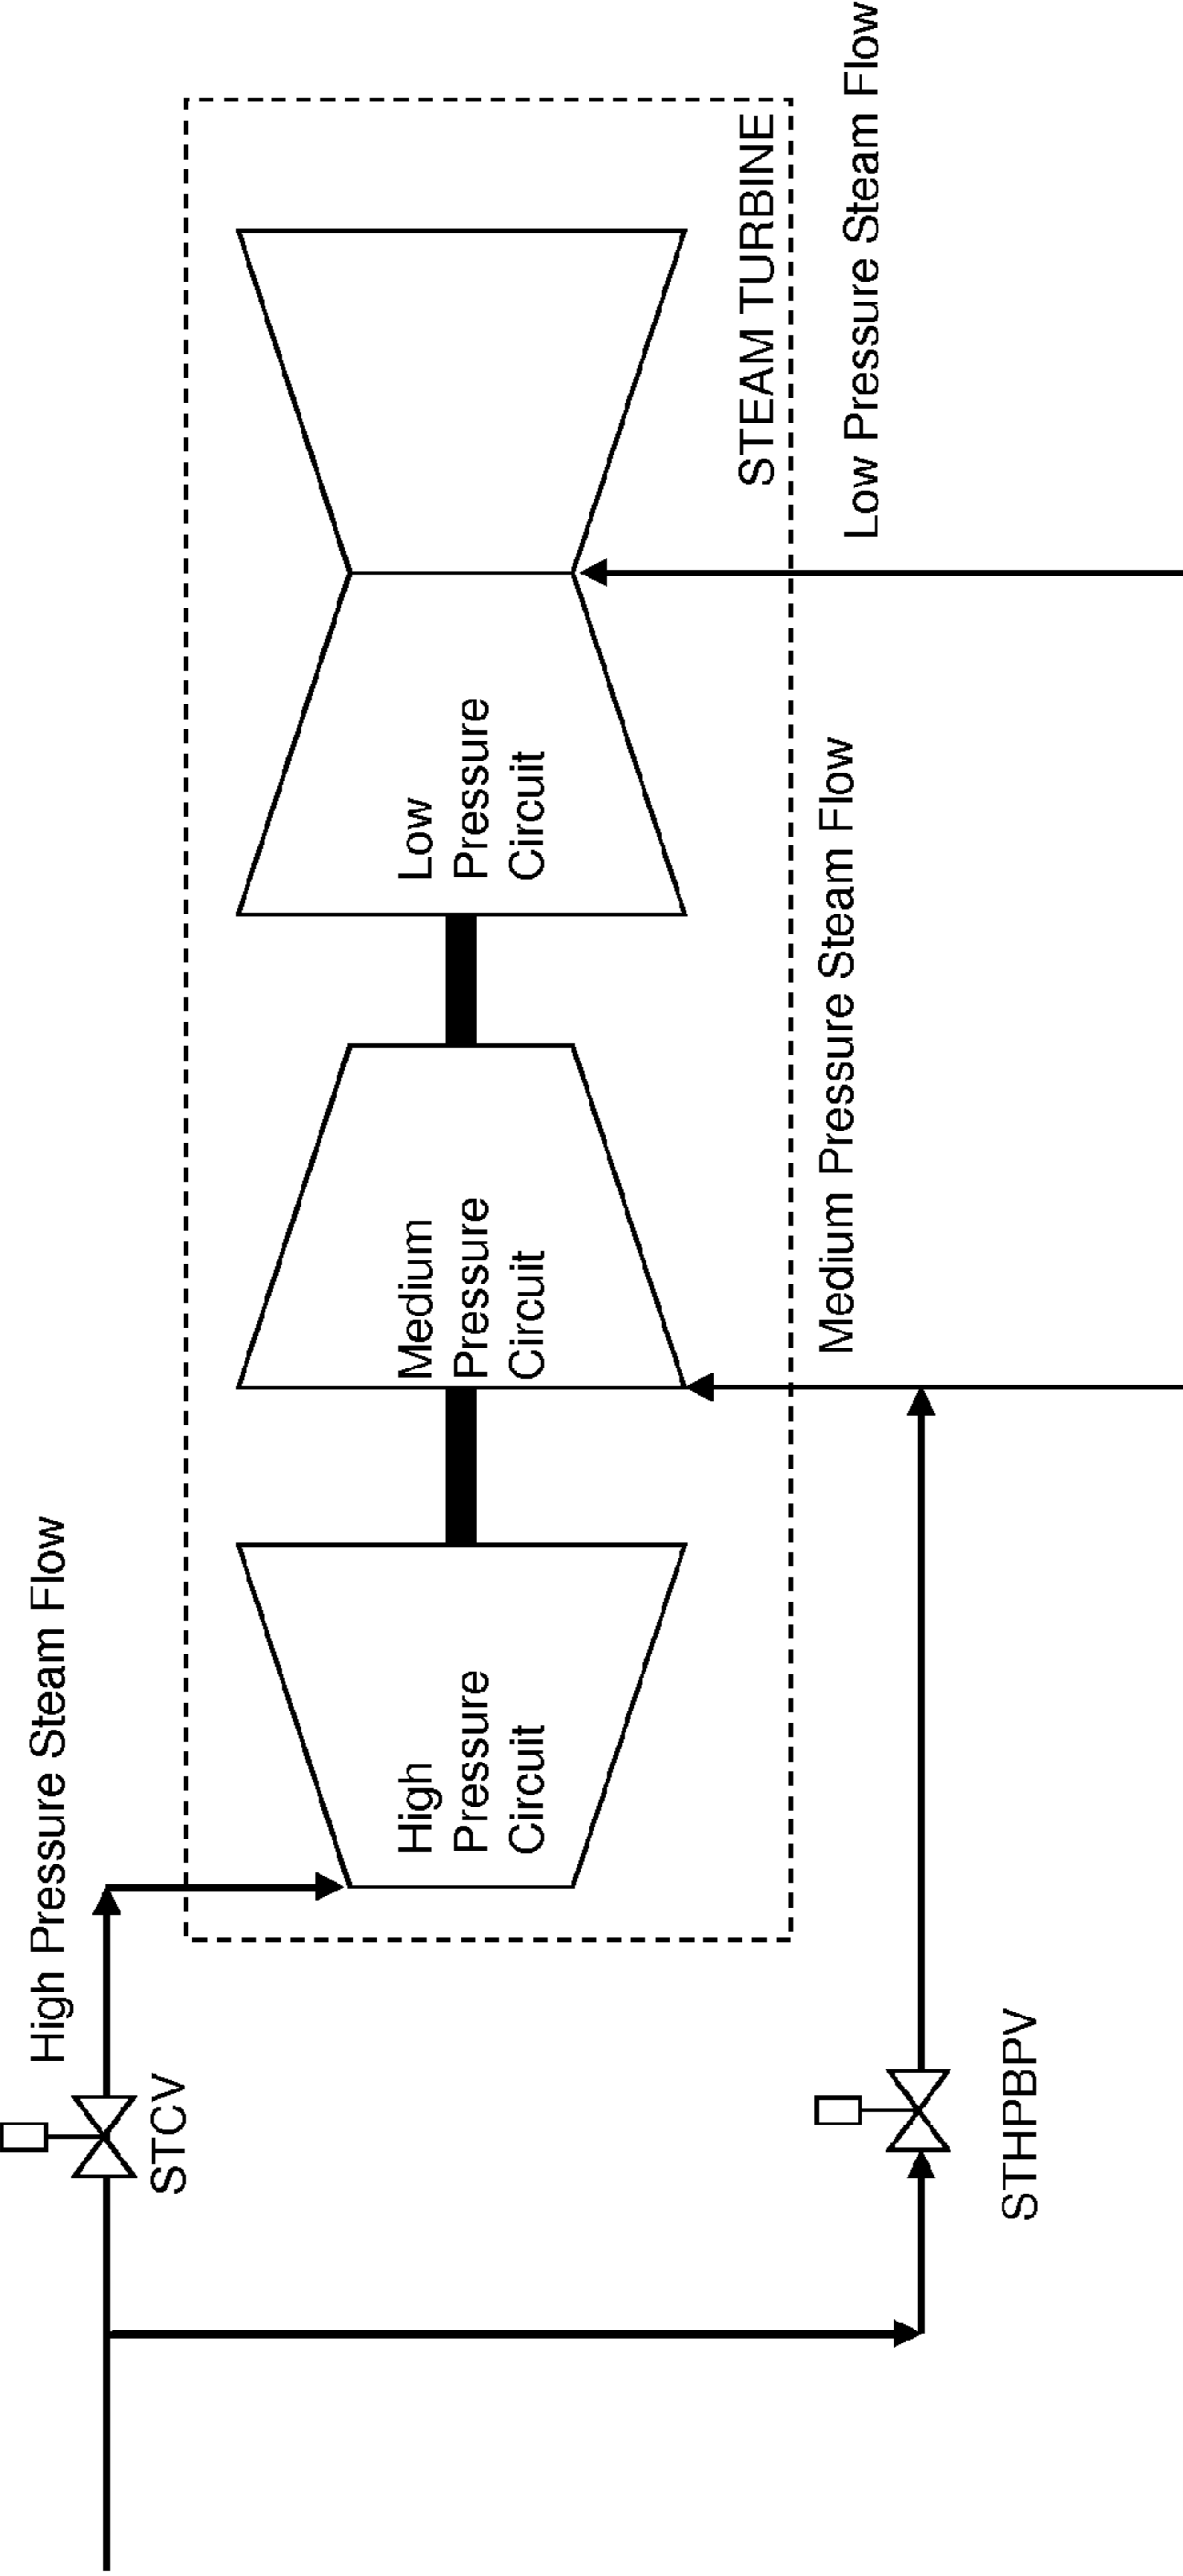 High Pressure Steam Flow
STCV
High
Pressure
Circuit
Medium
Pressure
Circuit
Low
Pressure
Circuit
STEAM TURBINE
Medium Pressure Steam Flow
Low Pressure Steam Flow
STHPBPV